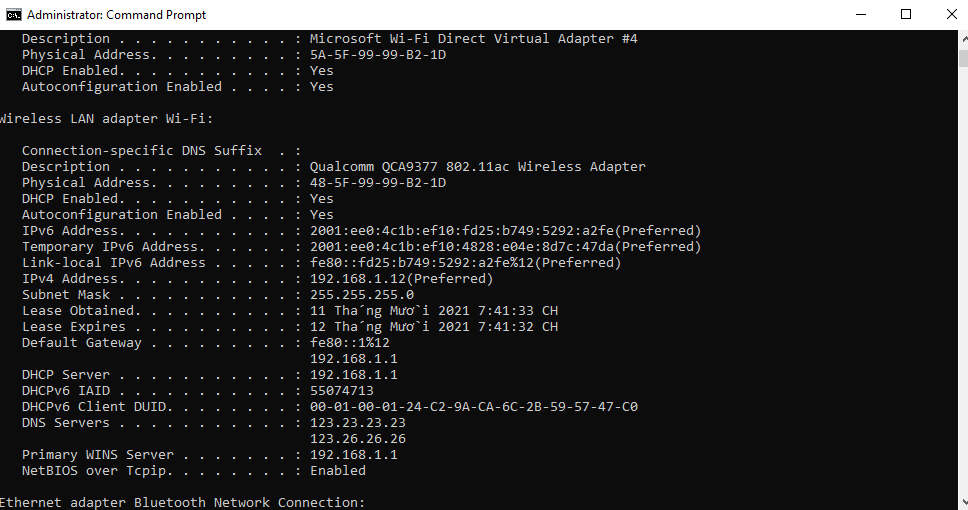 Administrator: Command Prompt
Description . . . . . . . . . . . : Microsoft Wi-Fi Direct Virtual Adapter #4
Physical Address. . . . . . . . . : 5A-5F-99-99-B2-1D
DHCP Enabled. . . . . . . . . . . : Yes
Autoconfiguration Enabled . . . . : Yes
Wireless LAN adapter Wi-Fi:
Connection-specific DNS Suffix  . :
Description . . . . . . . . . . . : Qualcomm QCA9377 802.11ac Wireless Adapter
Physical Address. . . . . . . . . : 48-5F-99-99-B2-1D
DHCP Enabled. . . . . . . . . . . : Yes
Autoconfiguration Enabled . . . . : Yes
IPv6 Address. . . . . . . . . . . : 2001:ee0:4c1b:ef10:fd25:b749:5292:a2fe(Preferred)
Temporary IPv6 Address. . . . . . : 2001:ee0:4c1b:ef10:4828:e04e:8d7c:47da(Preferred)
Link-local IPv6 Address . . . . . : fe80::fd25:b749:5292:a2fe%12(Preferred)
IPv4 Address. . . . . . . . . . . : 192.168.1.12(Preferred)
Subnet Mask . . . . . . . . . . . : 255.255.255.0
Lease Obtained. . . . . . . . . . : 11 Tha´ng Mươ`i 2021 7:41:33 CH
Lease Expires . . . . . . . . . . : 12 Tha´ng Mươ`i 2021 7:41:32 CH
Default Gateway . . . . . . . . . : fe80::1%12
192.168.1.1
DHCP Server . . . . . . . . . . . : 192.168.1.1
DHCPv6 IAID . . . . . . . . . . . : 55074713
DHCPv6 Client DUID. . . . . . . . : 00-01-00-01-24-C2-9A-CA-6C-2B-59-57-47-C0
DNS Servers . . . . . . . . . . . : 123.23.23.23
123.26.26.26
Primary WINS Server . . . . . . . : 192.168.1.1
NetBIOS over Tcpip. . . . . . . . : Enabled
Ethernet adapter Bluetooth Network Connection: